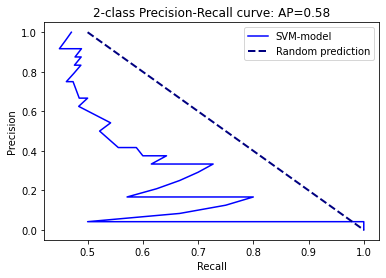 2-class Precision-Recall curve: AP=0.58
SVM-model
Random prediction
Precision
1.0
0.8
0.6
0.4
0.2
0.0
0.5
0.6
0.7
0.8
0.9
1.0
Recall